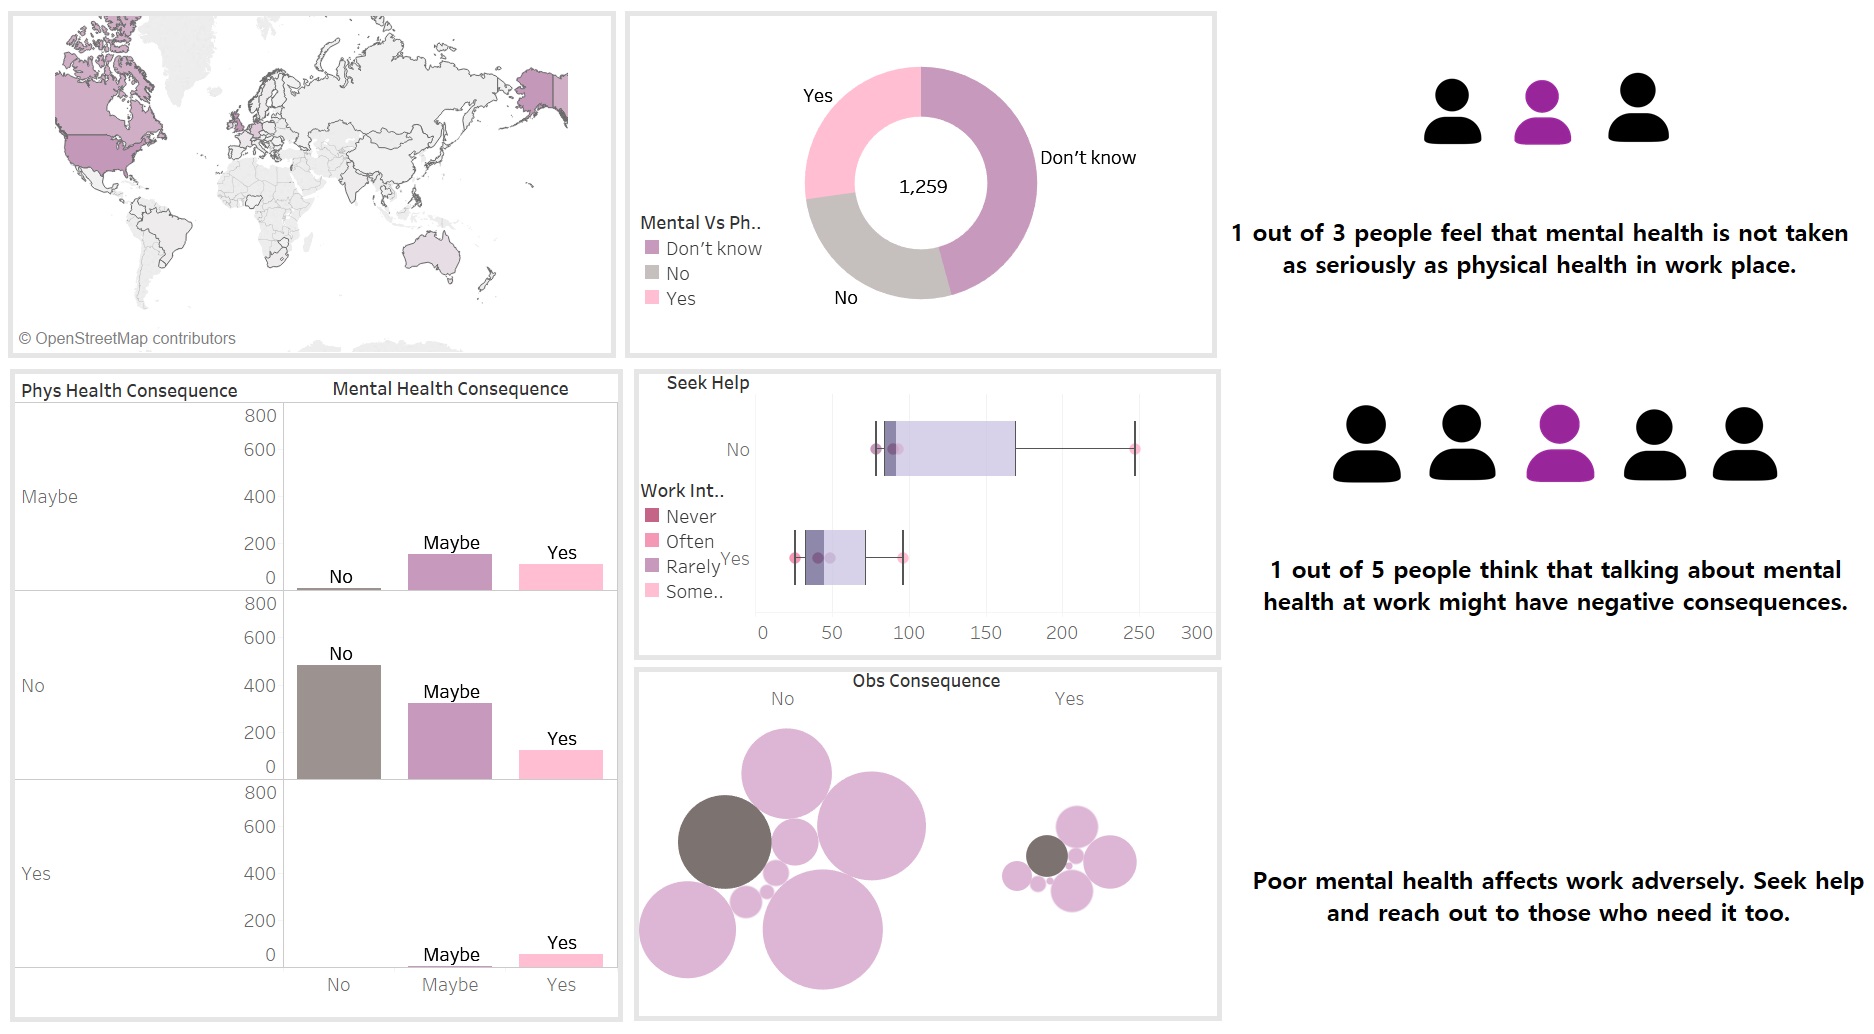 © OpenStreetMap contributors
Yes
Don't know
1,259
No
Mental Vs Ph..
Don't know
No
Yes
1 out of 3 people feel that mental health is not taken
as seriously as physical health in work place.
Phys Health Consequence
Mental Health Consequence
Maybe
800
600
400
200
0
No
Maybe
Yes
No
800
600
400
200
0
No
Maybe
Yes
Yes
800
600
400
200
0
Maybe
Yes
No
Maybe
Yes
Seek Help
No
Yes
Work Int..
Never
Often
Rarely
Some..
0
50
100
150
200
250
300
1 out of 5 people think that talking about mental
health at work might have negative consequences.
Obs Consequence
No
Yes
Poor mental health affects work adversely. Seek help
and reach out to those who need it too.